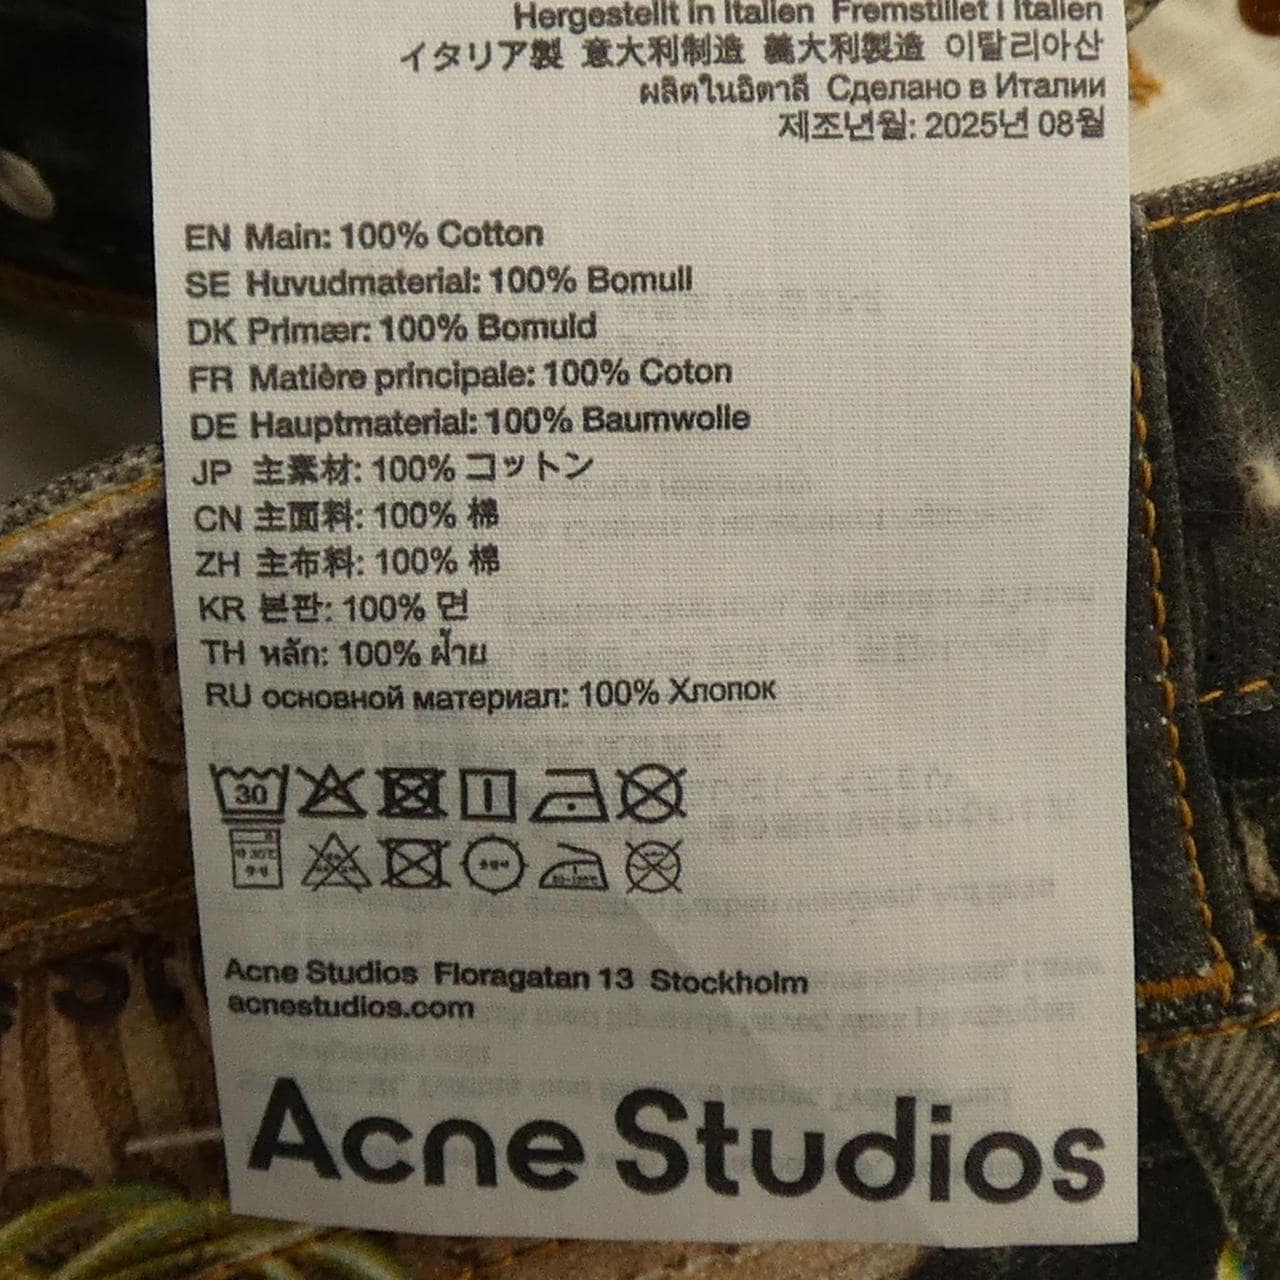 Hergestellt in Italien Fremstillet i Italien
イタリア製 意大利制造 義大利製造 이탈리아산
ผลิตในอิตาลี Сделано в Италии
제조년월: 2025년 08월
EN Main: 100% Cotton
SE Huvudmaterial: 100% Bomull
DK Primær: 100% Bomuld
FR Matière principale: 100% Coton
DE Hauptmaterial: 100% Baumwolle
JP 主素材: 100% コットン
CN 主面料: 100% 棉
ZH 主布料: 100% 棉
KR 본판: 100% 면
TH หลัก: 100% ฝ้าย
RU основной материал: 100% Хлопок
30
Acne Studios Floragatan 13 Stockholm
acnestudios.com
Acne Studios